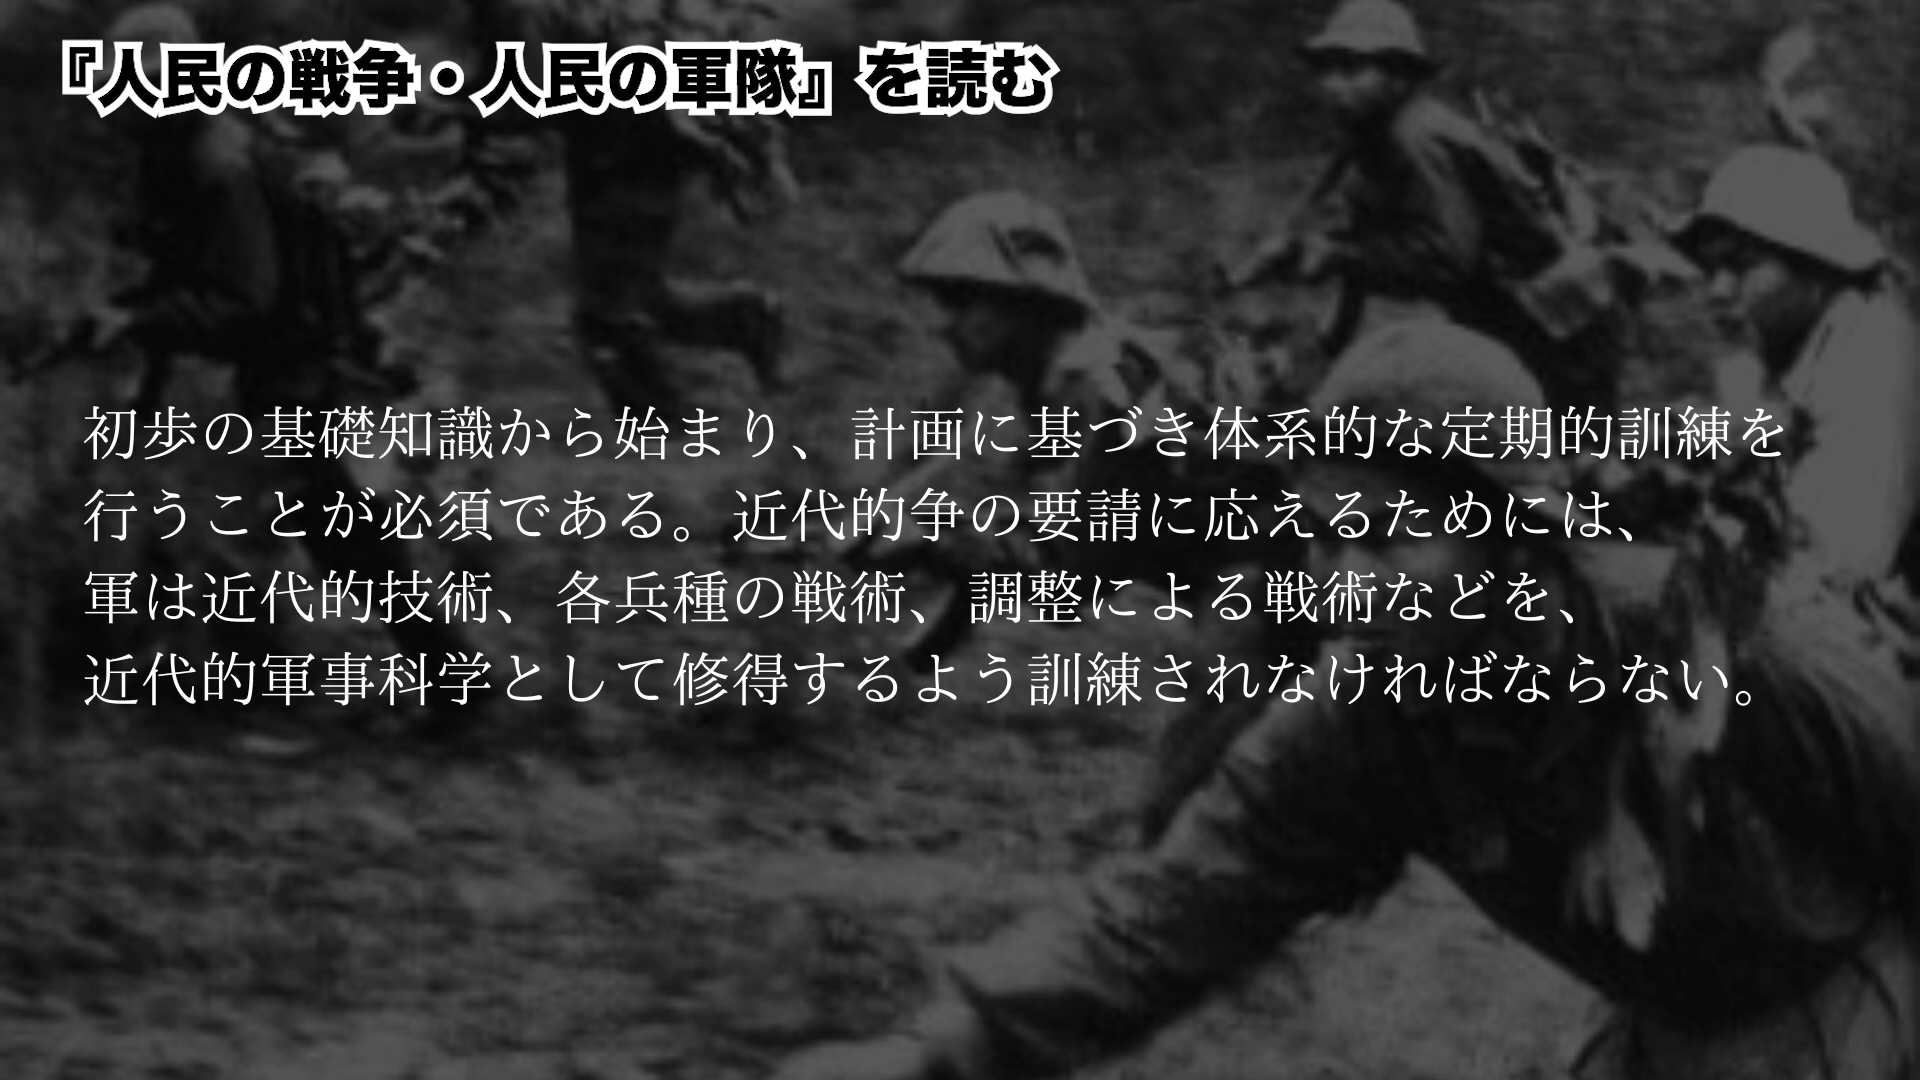 『人民の戦争・人民の軍隊』を読む
初歩の基礎知識から始まり、計画に基づき体系的な定期的訓練を
行うことが必須である。近代的争の要請に応えるためには、
軍は近代的技術、各兵種の戦術、調整による戦術などを、
近代的軍事科学として修得するよう訓練されなければならない。